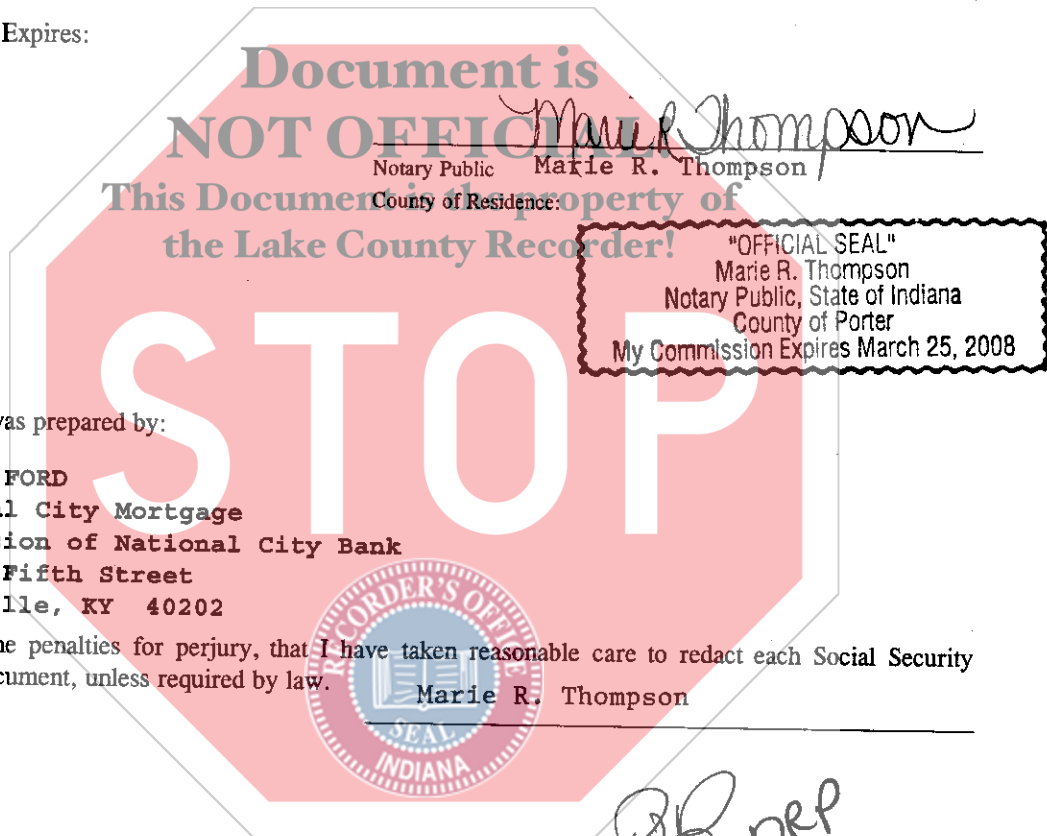 Expires:
Document is
NOT OFFICIAL!
Marie R Thompson
Notary Public Marie R. Thompson
This Document is the property of
County of Residence:
the Lake County Recorder!
"OFFICIAL SEAL"
Marie R. Thompson
Notary Public, State of Indiana
County of Porter
My Commission Expires March 25, 2008
STOP
was prepared by:
FORD
l City Mortgage
ion of National City Bank
Fifth Street
lle, KY 40202
RECORDER'S OFFICE
he penalties for perjury, that I have taken reasonable care to redact each Social Security
cument, unless required by law.
Marie R. Thompson
SEAL
INDIANA